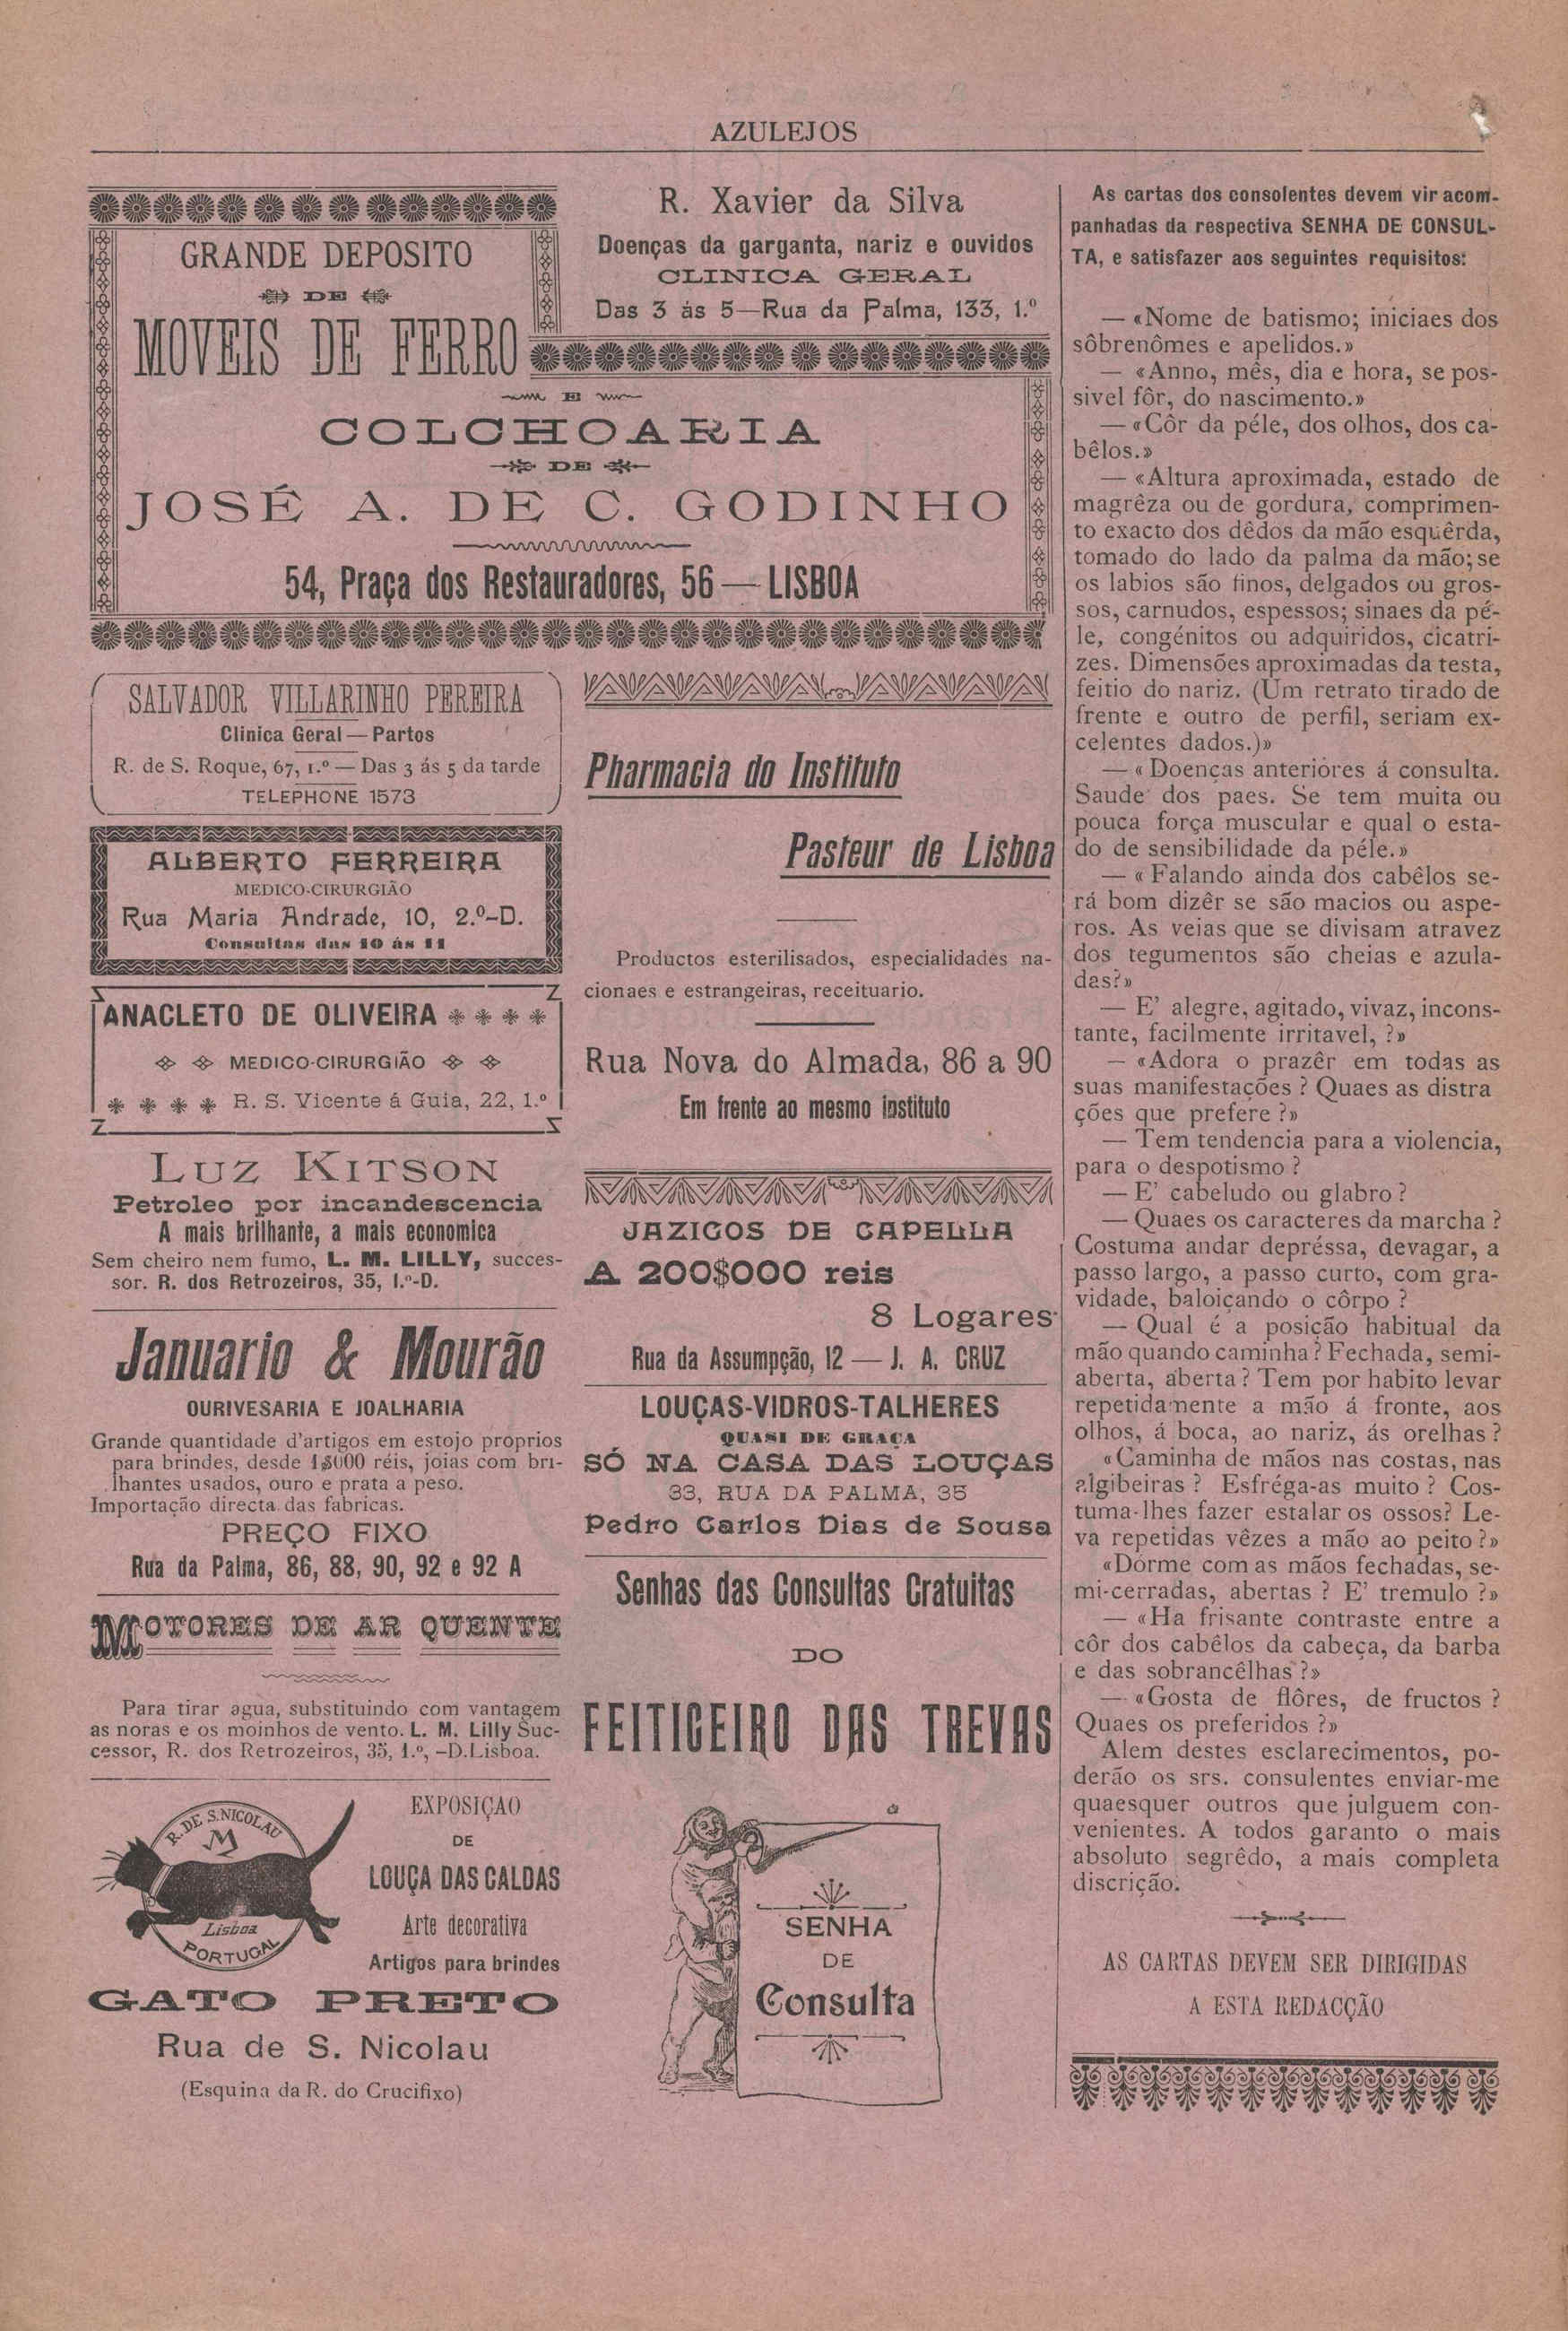 AZULEJOS
GRANDE DEPOSITO
DE
MOVEIS DE FERRO
E
COLCHOARIA
DE
JOSÉ A. DE C. GODINHO
54, Praça dos Restauradores, 56 — LISBOA
R. Xavier da Silva
Doenças da garganta, nariz e ouvidos
CLINICA GERAL
Das 3 ás 5—Rua da Palma, 133, 1.º
SALVADOR VILLARINHO PEREIRA
Clinica Geral — Partos
R. de S. Roque, 67, 1.º — Das 3 ás 5 da tarde
TELEPHONE 1573
ALBERTO FERREIRA
MEDICO-CIRURGIÃO
Rua Maria Andrade, 10, 2.º-D.
Consultas das 10 ás 11
ANACLETO DE OLIVEIRA
MEDICO-CIRURGIÃO
R. S. Vicente á Guia, 22, 1.º
LUZ KITSON
Petroleo por incandescencia
A mais brilhante, a mais economica
Sem cheiro nem fumo, L. M. LILLY, succes-
sor. R. dos Retrozeiros, 35, 1.º-D.
Januario & Mourão
OURIVESARIA E JOALHARIA
Grande quantidade d'artigos em estojo proprios
para brindes, desde 1$000 réis, joias com bri-
lhantes usados, ouro e prata a peso.
Importação directa das fabricas.
PREÇO FIXO
Rua da Palma, 86, 88, 90, 92 e 92 A
MOTORES DE AR QUENTE
Para tirar agua, substituindo com vantagem
as noras e os moinhos de vento. L. M. Lilly Suc-
cessor, R. dos Retrozeiros, 35, 1.º, -D.Lisboa.
R. DE S. NICOLAU
M
Lisboa
PORTUGAL
EXPOSIÇAO
DE
LOUÇA DAS CALDAS
Arte decorativa
Artigos para brindes
GATO PRETO
Rua de S. Nicolau
(Esquina da R. do Crucifixo)
Pharmacia do Instituto
Pasteur de Lisboa
Productos esterilisados, especialidades na-
cionaes e estrangeiras, receituario.
Rua Nova do Almada, 86 a 90
Em frente ao mesmo instituto
JAZIGOS DE CAPELLA
A 200$000 reis
8 Logares
Rua da Assumpção, 12 — J. A. CRUZ
LOUÇAS-VIDROS-TALHERES
QUASI DE GRAÇA
SÓ NA CASA DAS LOUÇAS
33, RUA DA PALMA, 35
Pedro Carlos Dias de Sousa
Senhas das Consultas Gratuitas
DO
FEITICEIRO DAS TREVAS
SENHA
DE
Consulta
As cartas dos consolentes devem vir acom-
panhadas da respectiva SENHA DE CONSUL-
TA, e satisfazer aos seguintes requisitos:
— «Nome de batismo; iniciaes dos
sôbrenômes e apelidos.»
— «Anno, mês, dia e hora, se pos-
sivel fôr, do nascimento.»
— «Côr da péle, dos olhos, dos ca-
bêlos.»
— «Altura aproximada, estado de
magrêza ou de gordura, comprimen-
to exacto dos dêdos da mão esquêrda,
tomado do lado da palma da mão; se
os labios são finos, delgados ou gros-
sos, carnudos, espessos; sinaes da pé-
le, congénitos ou adquiridos, cicatri-
zes. Dimensões aproximadas da testa,
feitio do nariz. (Um retrato tirado de
frente e outro de perfil, seriam ex-
celentes dados.)»
— «Doenças anteriores á consulta.
Saude dos paes. Se tem muita ou
pouca força muscular e qual o esta-
do de sensibilidade da péle.»
— «Falando ainda dos cabêlos se-
rá bom dizêr se são macios ou aspe-
ros. As veias que se divisam atravez
dos tegumentos são cheias e azula-
das?»
— E' alegre, agitado, vivaz, incons-
tante, facilmente irritavel, ?»
— «Adora o prazêr em todas as
suas manifestações ? Quaes as distra
ções que prefere ?»
— Tem tendencia para a violencia,
para o despotismo ?
— E' cabeludo ou glabro ?
— Quaes os caracteres da marcha ?
Costuma andar depréssa, devagar, a
passo largo, a passo curto, com gra-
vidade, baloiçando o côrpo ?
— Qual é a posição habitual da
mão quando caminha ? Fechada, semi-
aberta, aberta ? Tem por habito levar
repetidamente a mão á fronte, aos
olhos, á boca, ao nariz, ás orelhas ?
«Caminha de mãos nas costas, nas
algibeiras ? Esfréga-as muito ? Cos-
tuma-lhes fazer estalar os ossos? Le-
va repetidas vêzes a mão ao peito ?»
«Dórme com as mãos fechadas, se-
mi-cerradas, abertas ? E' tremulo ?»
— «Ha frisante contraste entre a
côr dos cabêlos da cabeça, da barba
e das sobrancêlhas ?»
— «Gosta de flôres, de fructos ?
Quaes os preferidos ?»
Alem destes esclarecimentos, po-
derão os srs. consulentes enviar-me
quaesquer outros que julguem con-
venientes. A todos garanto o mais
absoluto segrêdo, a mais completa
discrição.
AS CARTAS DEVEM SER DIRIGIDAS
A ESTA REDACÇÃO